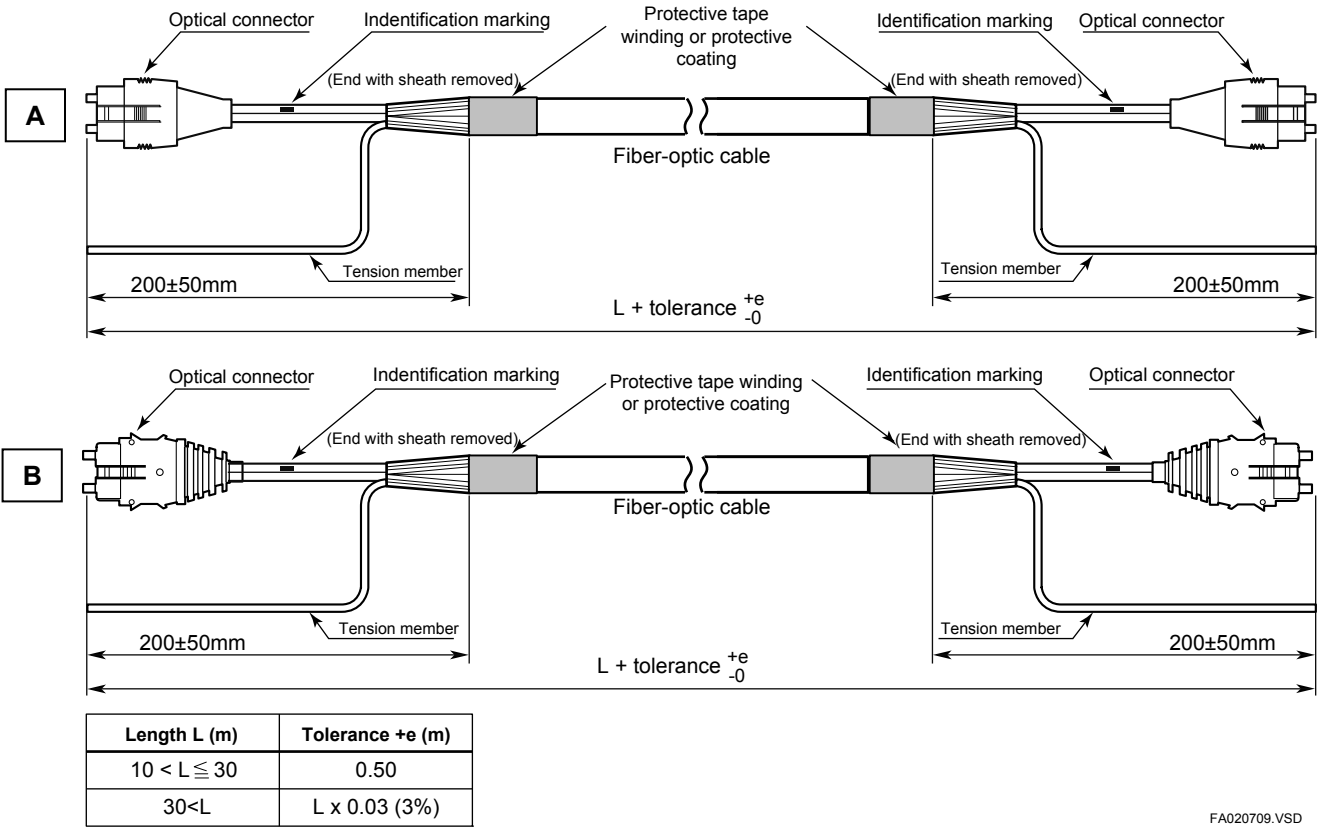 Optical connector
Indentification marking
Protective tape
winding or protective
coating
Identification marking
Optical connector
(End with sheath removed)
(End with sheath removed)
A
Fiber-optic cable
Tension member
Tension member
200±50mm
200±50mm
L + tolerance +e
-0
Optical connector
Indentification marking
Protective tape winding
or protective coating
Identification marking
Optical connector
(End with sheath removed)
(End with sheath removed)
B
Fiber-optic cable
Tension member
Tension member
200±50mm
200±50mm
L + tolerance +e
-0
Length L (m) Tolerance +e (m)
10 < L ≦ 30 0.50
30<L L x 0.03 (3%)
FA020709.VSD